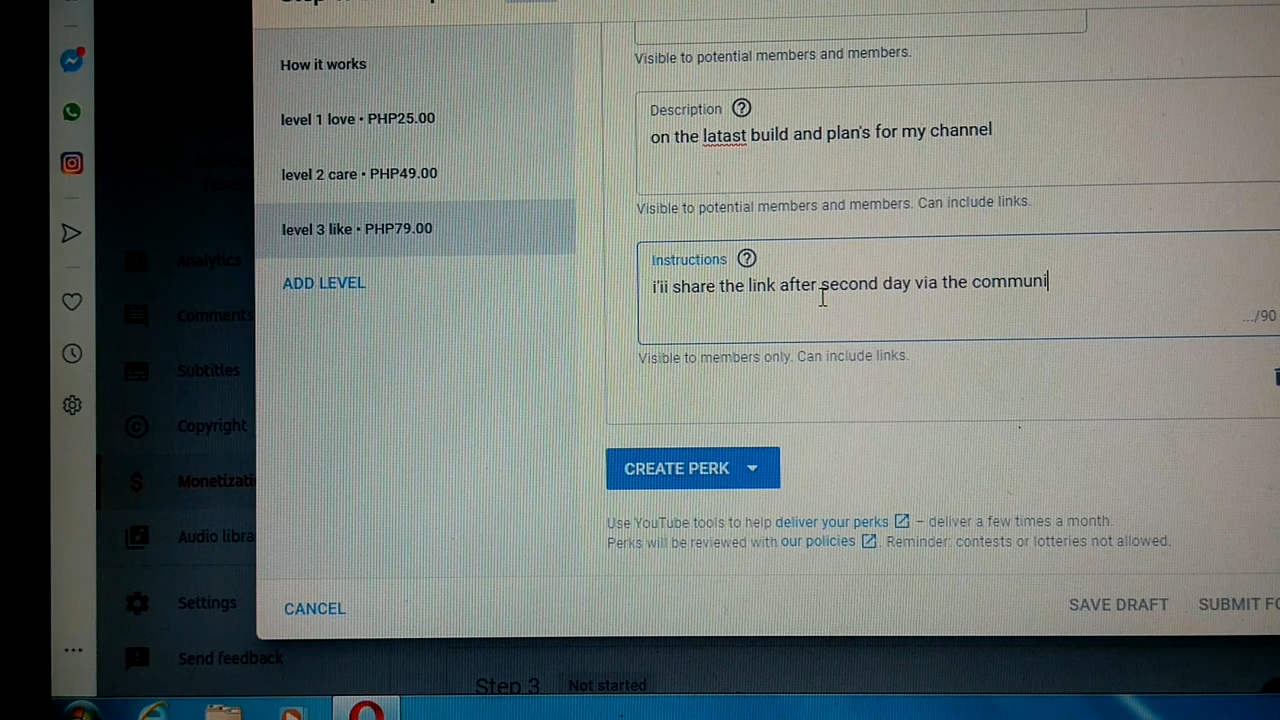 How it works
level 1 love • PHP25.00
level 2 care • PHP49.00
level 3 like • PHP79.00
ADD LEVEL
CANCEL
Visible to potential members and members.
Description
on the latast build and plan's for my channel
Visible to potential members and members. Can include links.
Instructions
i'ii share the link after second day via the communi
.../90
Visible to members only. Can include links.
CREATE PERK
Use YouTube tools to help deliver your perks – deliver a few times a month.
Perks will be reviewed with our policies . Reminder: contests or lotteries not allowed.
SAVE DRAFT SUBMIT FO
Analytics
Comments
Subtitles
Copyright
Monetizati
Audio libra
Settings
Send feedback
Step 3 Not started